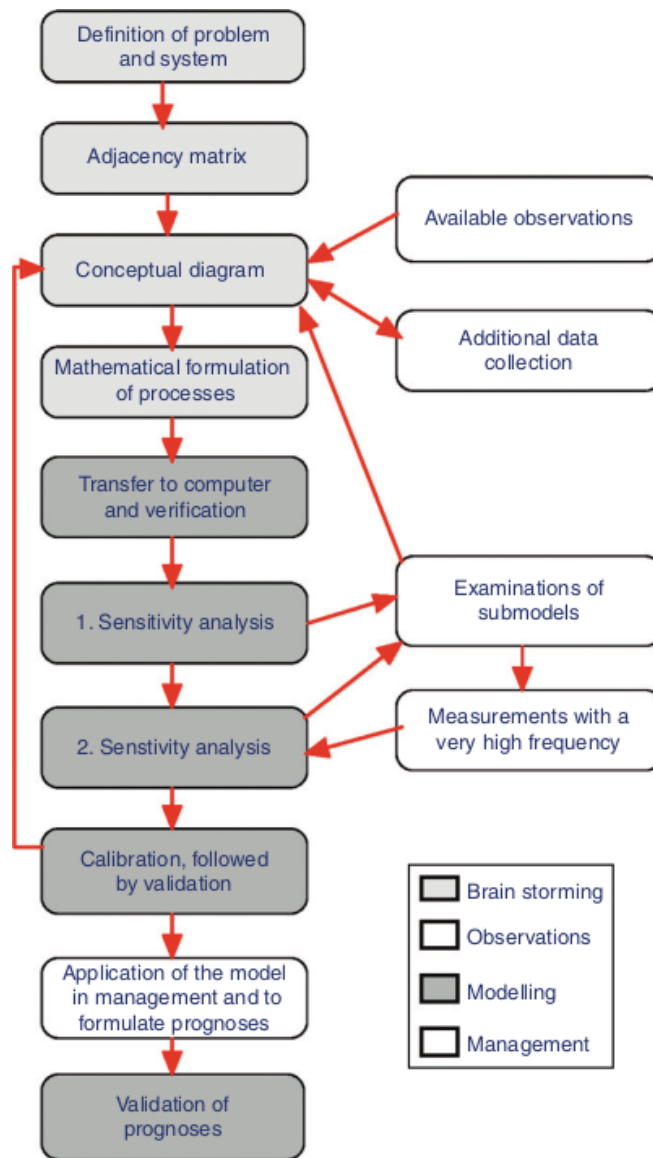 Definition of problem
and system
Adjacency matrix
Available observations
Conceptual diagram
Additional data
collection
Mathematical formulation
of processes
Transfer to computer
and verification
1. Sensitivity analysis
Examinations of
submodels
2. Senstivity analysis
Measurements with a
very high frequency
Calibration, followed
by validation
Application of the model
in management and to
formulate prognoses
Validation of
prognoses
Brain storming
Observations
Modelling
Management